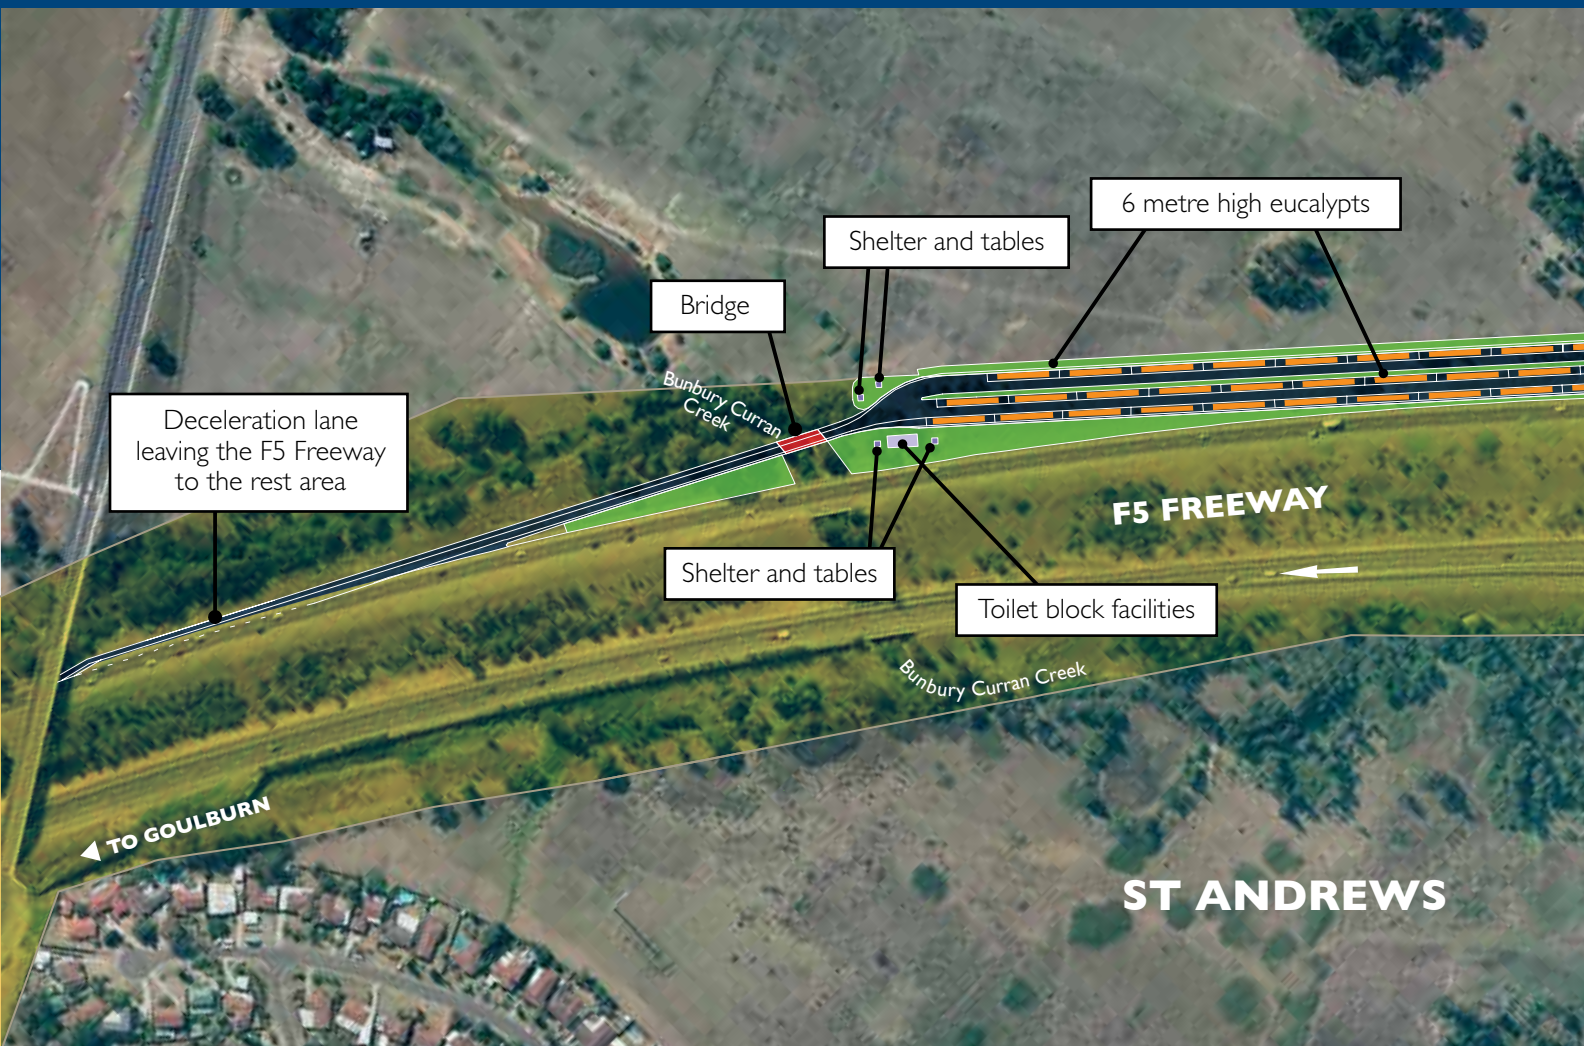 6 metre high eucalypts
Shelter and tables
Bridge
Bunbury Curran
Creek
Deceleration lane
leaving the F5 Freeway
to the rest area
F5 FREEWAY
Shelter and tables
Toilet block facilities
Bunbury Curran Creek
TO GOULBURN
ST ANDREWS